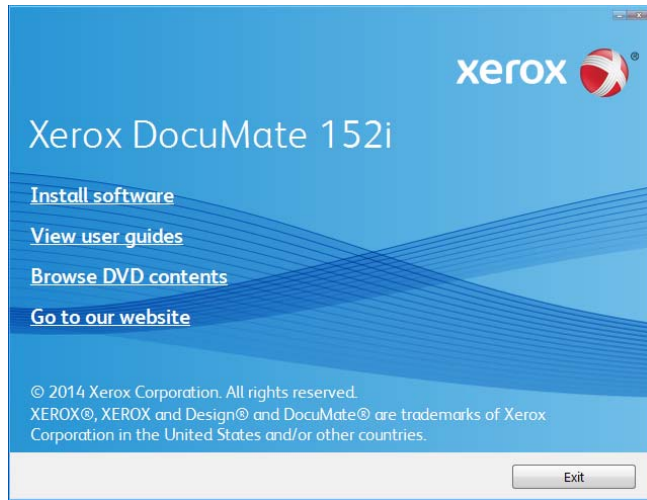 xerox ®
Xerox DocuMate 152i
Install software
View user guides
Browse DVD contents
Go to our website
© 2014 Xerox Corporation. All rights reserved.
XEROX®, XEROX and Design® and DocuMate® are trademarks of Xerox
Corporation in the United States and/or other countries.
Exit